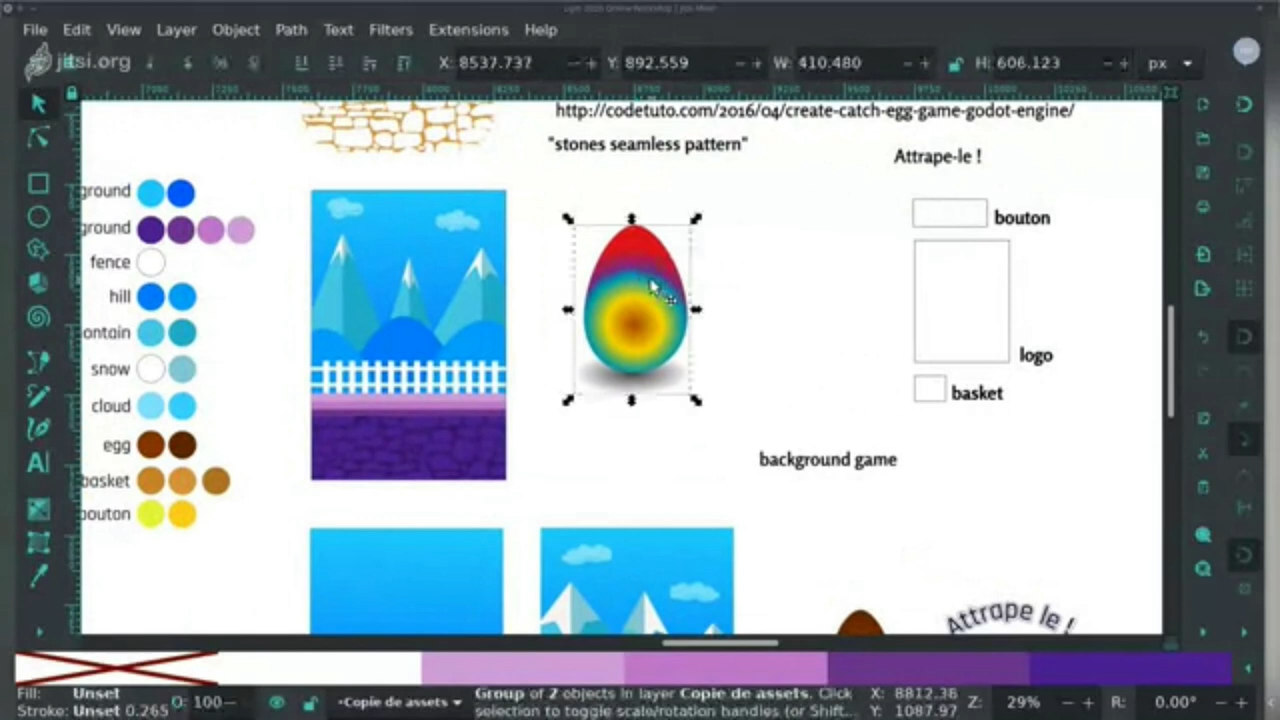 File Edit View Layer Object Path Text Filters Extensions Help
jitsi.org
X: 8537.737 Y: 892.559 W: 410.480 H: 606.123 px
http://codetuto.com/2016/04/create-catch-egg-game-godot-engine/
"stones seamless pattern"
Attrape-le !
ground
ground
fence
hill
ontain
snow
cloud
egg
basket
bouton
bouton
logo
basket
background game
Attrape le !
Fill: Unset
Stroke: Unset 0.265
O: 100
Copie de assets
Group of 2 objects in layer Copie de assets. Click
selection to toggle scale/rotation handles (or Shift...
X: 8812.36
Y: 1087.97
Z: 29%
R: 0.00°